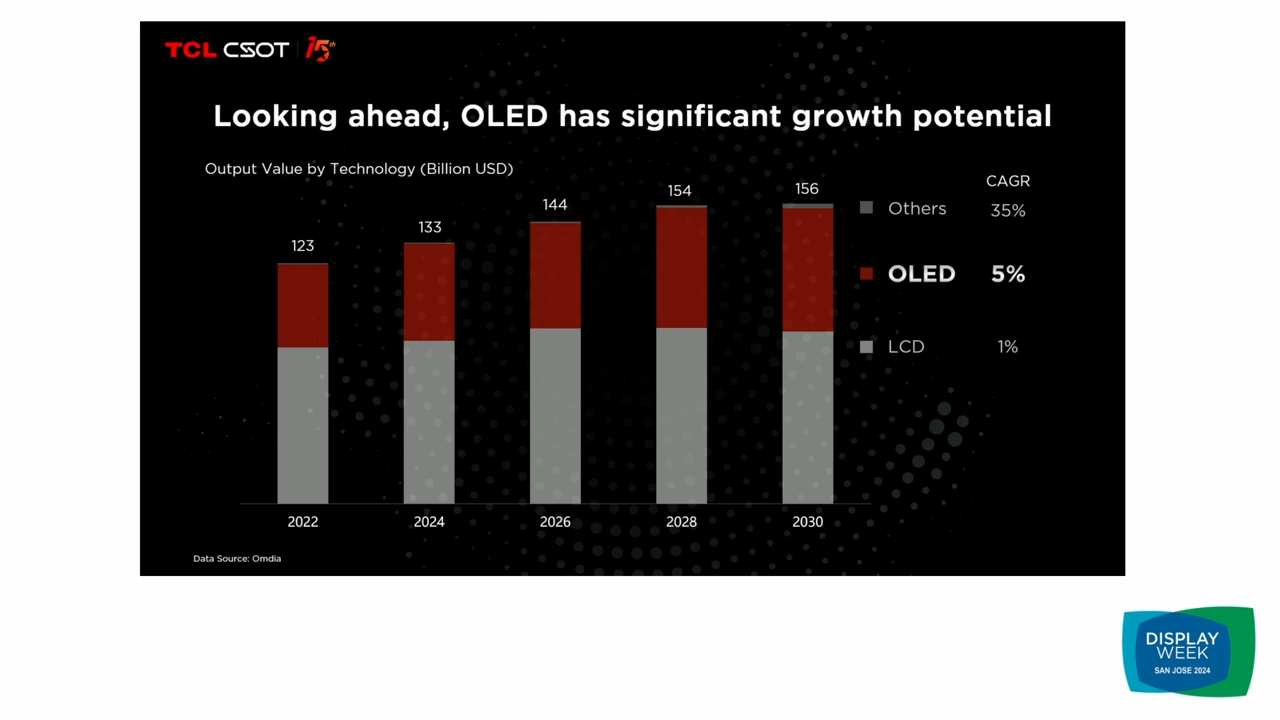 TCL CSOT 15th
Looking ahead, OLED has significant growth potential
Output Value by Technology (Billion USD)
CAGR
123
133
144
154
156
Others 35%
OLED 5%
LCD 1%
2022 2024 2026 2028 2030
Data Source: Omdia
DISPLAY
WEEK
SAN JOSE 2024